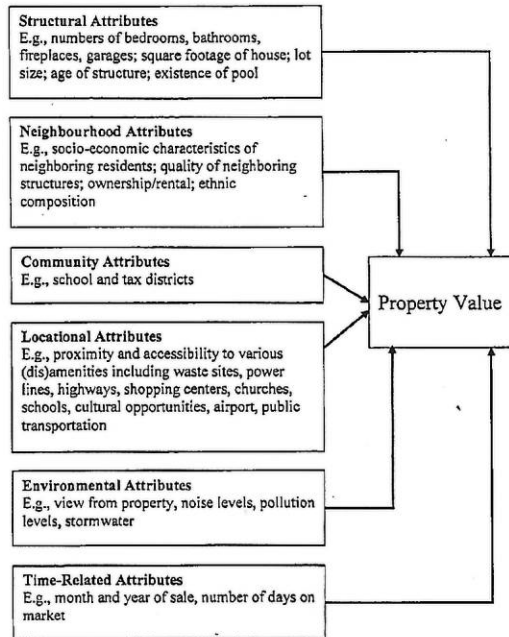 Structural Attributes
E.g., numbers of bedrooms, bathrooms,
fireplaces, garages; square footage of house; lot
size; age of structure; existence of pool
Neighbourhood Attributes
E.g., socio-economic characteristics of
neighboring residents; quality of neighboring
structures; ownership/rental; ethnic
composition
Community Attributes
E.g., school and tax districts
Property Value
Locational Attributes
E.g., proximity and accessibility to various
(dis)amenities including waste sites, power
lines, highways, shopping centers, churches,
schools, cultural opportunities, airport, public
transportation
Environmental Attributes
E.g., view from property, noise levels, pollution
levels, stormwater
Time-Related Attributes
E.g., month and year of sale, number of days on
market